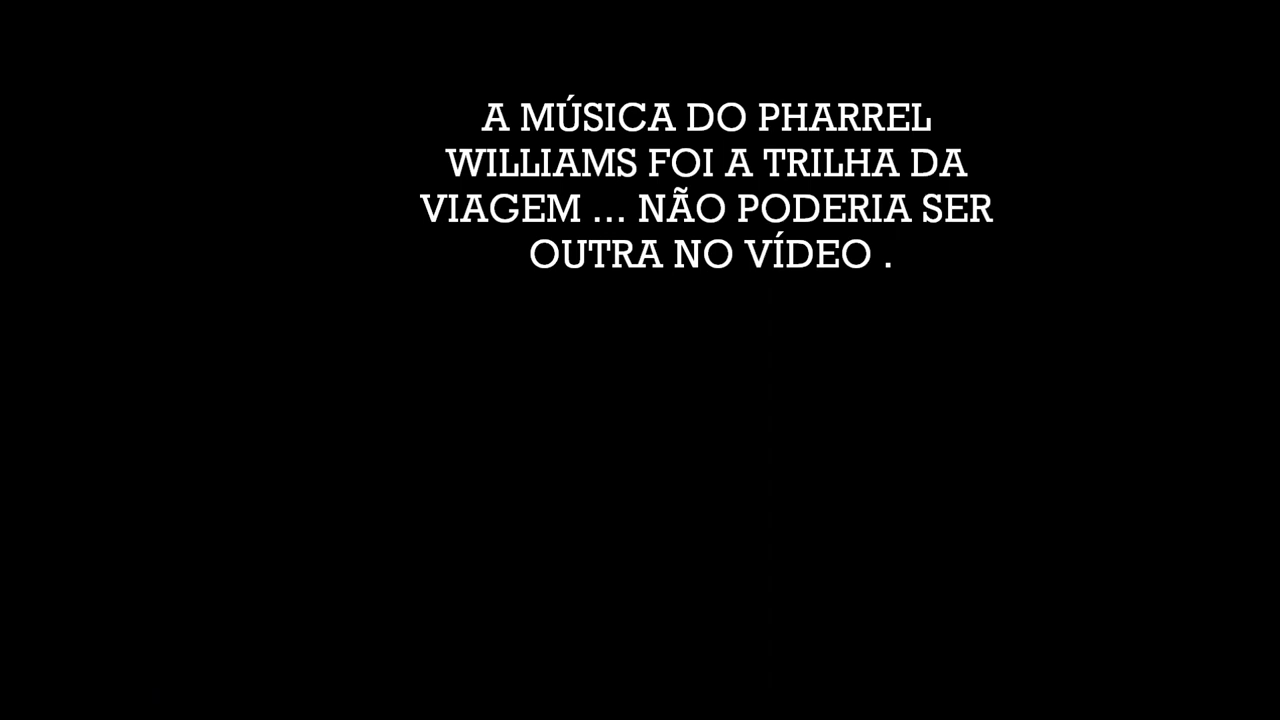 A MÚSICA DO PHARREL
WILLIAMS FOI A TRILHA DA
VIAGEM ... NÃO PODERIA SER
OUTRA NO VÍDEO .